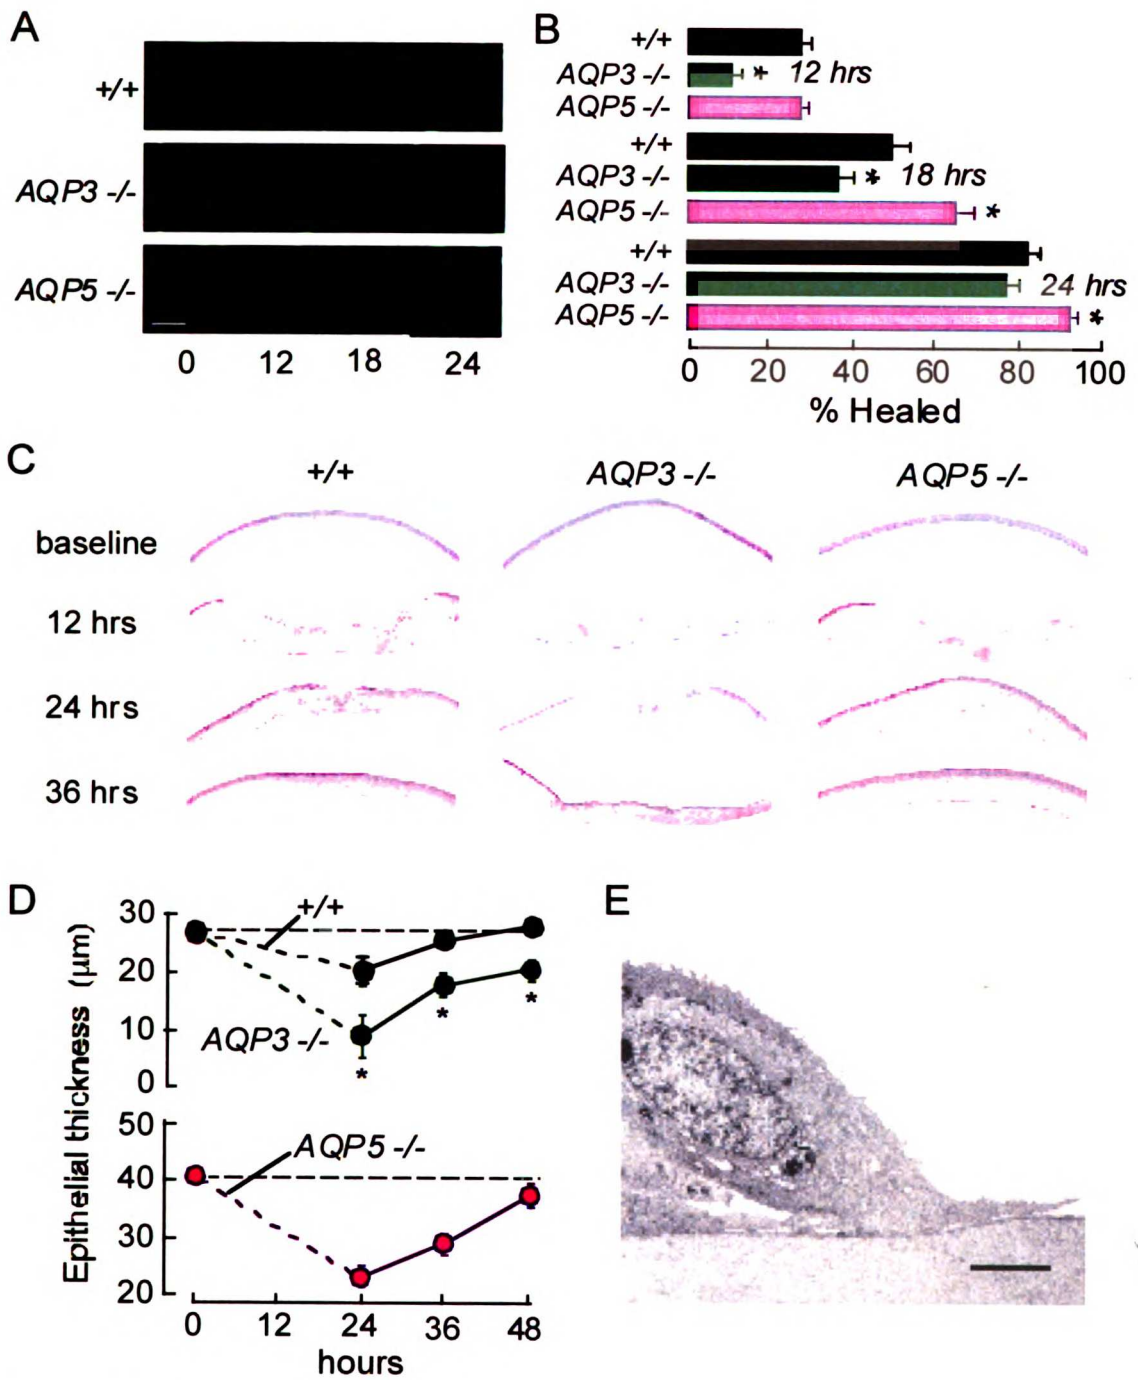 A
+/+
AQP3 -/-
AQP5 -/-
0 12 18 24
B
+/+
AQP3 -/- * 12 hrs
AQP5 -/-
+/+
AQP3 -/- * 18 hrs
AQP5 -/- *
+/+
AQP3 -/- 24 hrs
AQP5 -/- *
0 20 40 60 80 100
% Healed
C
+/+ AQP3 -/- AQP5 -/-
baseline
12 hrs
24 hrs
36 hrs
D
Epithelial thickness (μm)
30
20
10
0
+/+
AQP3 -/-
* * *
50
40
30
20
AQP5 -/-
0 12 24 36 48
hours
E